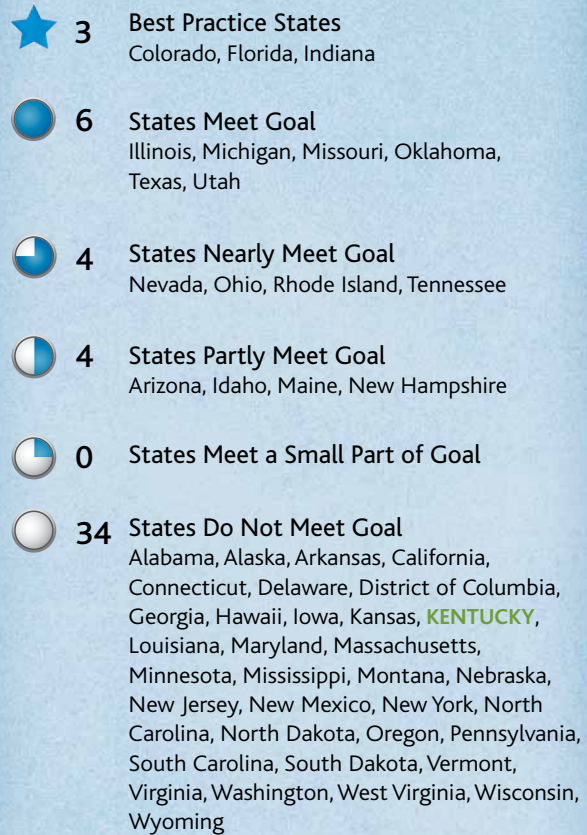 3 Best Practice States
Colorado, Florida, Indiana
6 States Meet Goal
Illinois, Michigan, Missouri, Oklahoma,
Texas, Utah
4 States Nearly Meet Goal
Nevada, Ohio, Rhode Island, Tennessee
4 States Partly Meet Goal
Arizona, Idaho, Maine, New Hampshire
0 States Meet a Small Part of Goal
34 States Do Not Meet Goal
Alabama, Alaska, Arkansas, California,
Connecticut, Delaware, District of Columbia,
Georgia, Hawaii, Iowa, Kansas, KENTUCKY,
Louisiana, Maryland, Massachusetts,
Minnesota, Mississippi, Montana, Nebraska,
New Jersey, New Mexico, New York, North
Carolina, North Dakota, Oregon, Pennsylvania,
South Carolina, South Dakota, Vermont,
Virginia, Washington, West Virginia, Wisconsin,
Wyoming